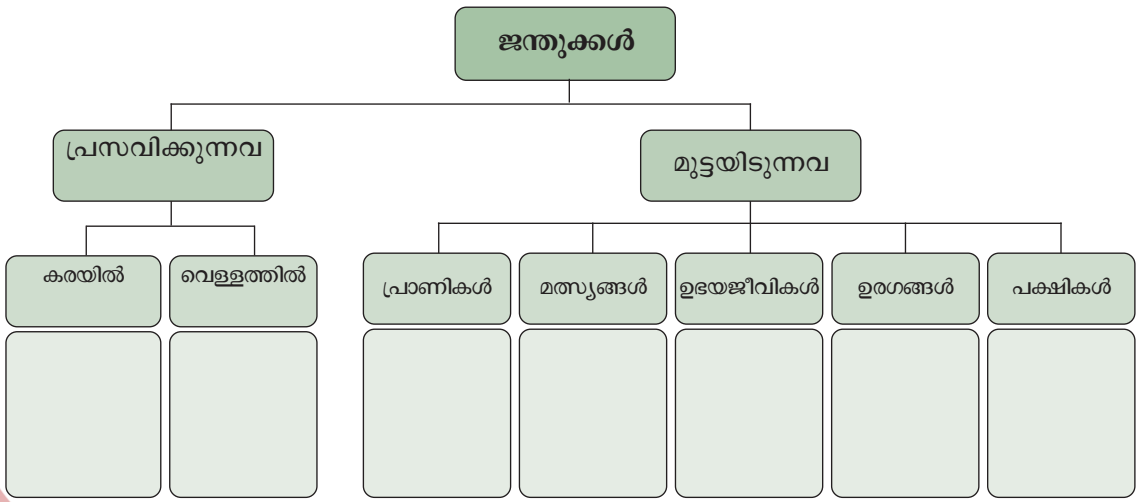 ജന്തുക്കൾ
പ്രസവിക്കുന്നവ
മുട്ടയിടുന്നവ
കരയിൽ
വെള്ളത്തിൽ
പ്രാണികൾ
മത്സ്യങ്ങൾ
ഉഭയജീവികൾ
ഉരഗങ്ങൾ
പക്ഷികൾ